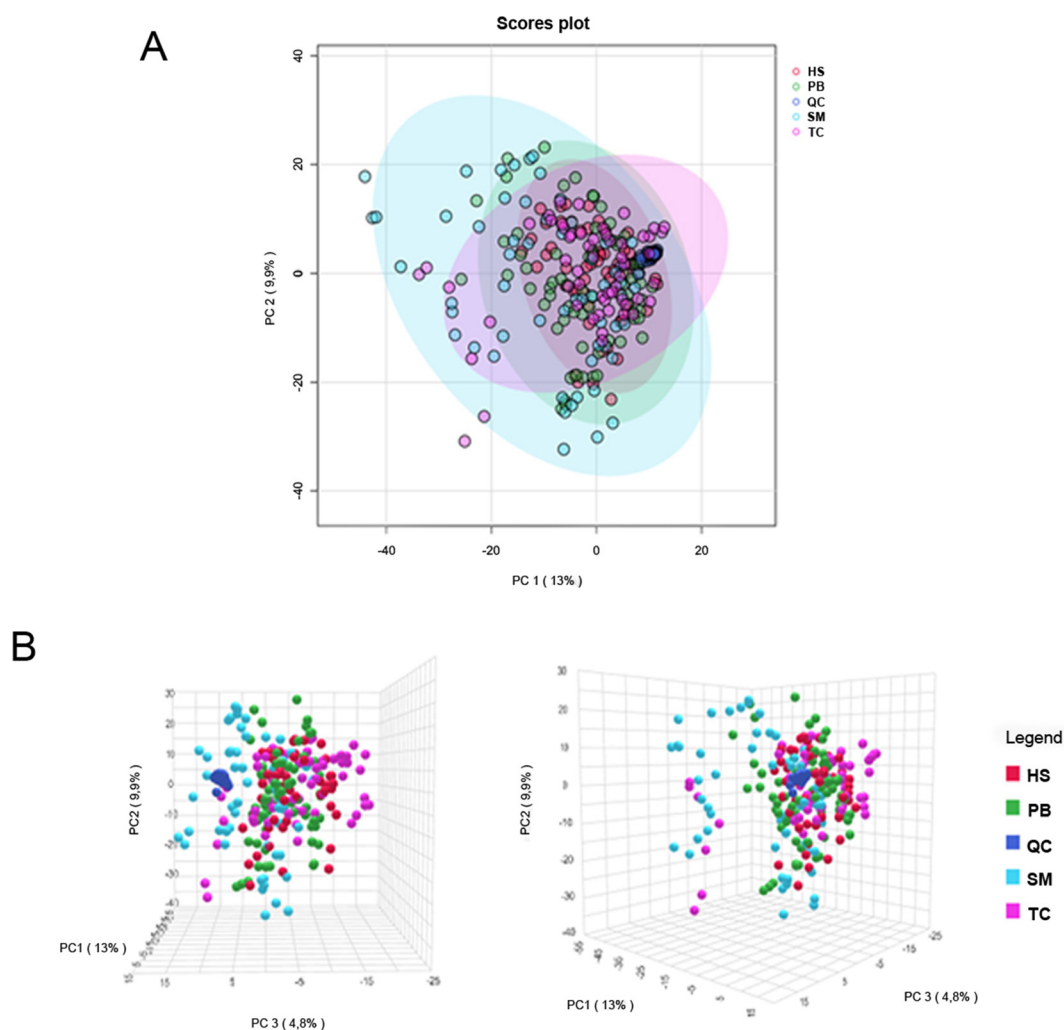 A
Scores plot
HS
PB
QC
SM
TC
40
20
0
-20
-40
PC 2 ( 9,9%)
-40
-20
0
20
PC 1 ( 13% )
B
30
20
10
0
-10
-20
-30
-40
PC2 ( 9,9% )
PC1 ( 13% )
15
5
-5
-15
-25
PC 3 ( 4,8% )
30
20
10
0
-10
-20
-30
-40
PC2 ( 9,9% )
PC1 ( 13% )
15
5
-5
-15
-25
PC 3 ( 4,8% )
Legend
HS
PB
QC
SM
TC